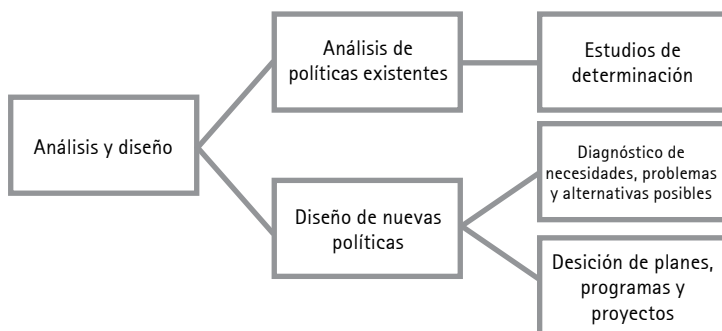 Análisis y diseño
Análisis de
políticas existentes
Estudios de
determinación
Diseño de nuevas
políticas
Diagnóstico de
necesidades, problemas
y alternativas posibles
Desición de planes,
programas y
proyectos